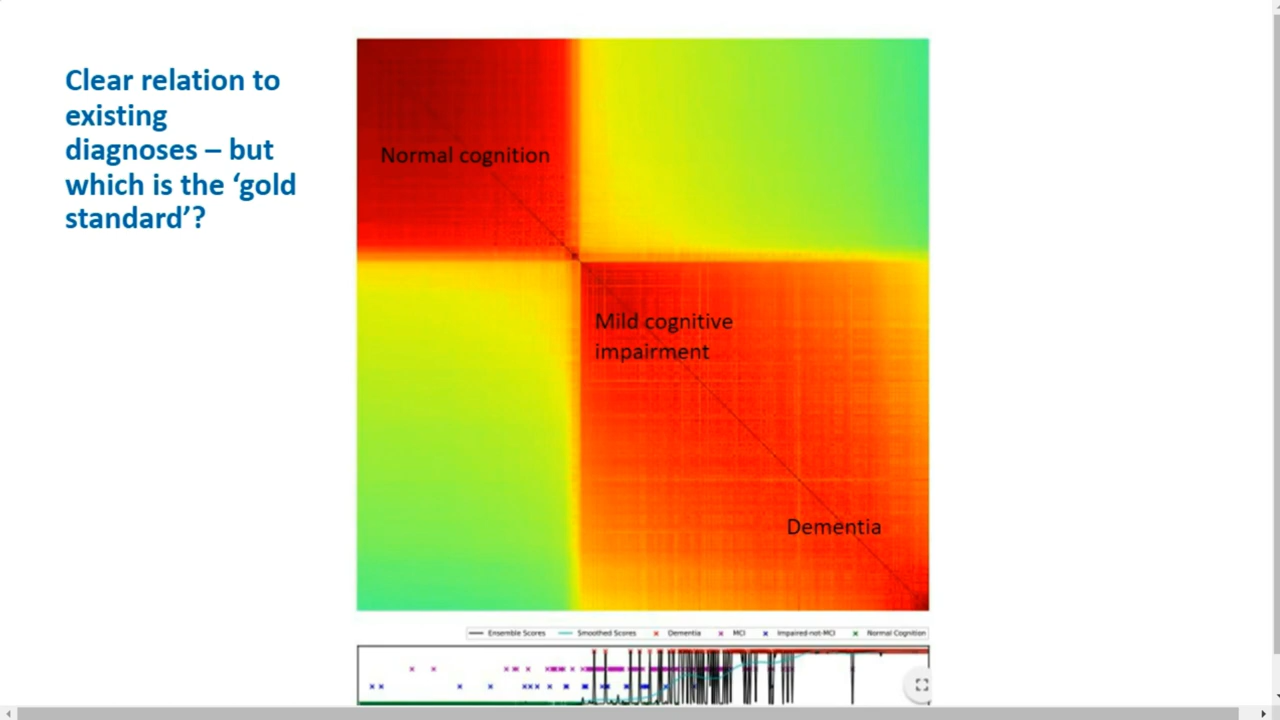 Clear relation to
existing
diagnoses – but
which is the ‘gold
standard’?
Normal cognition
Mild cognitive
impairment
Dementia
Ensemble Scores Smoothed Scores Dementia MCI Impaired-not-MCI Normal Cognition